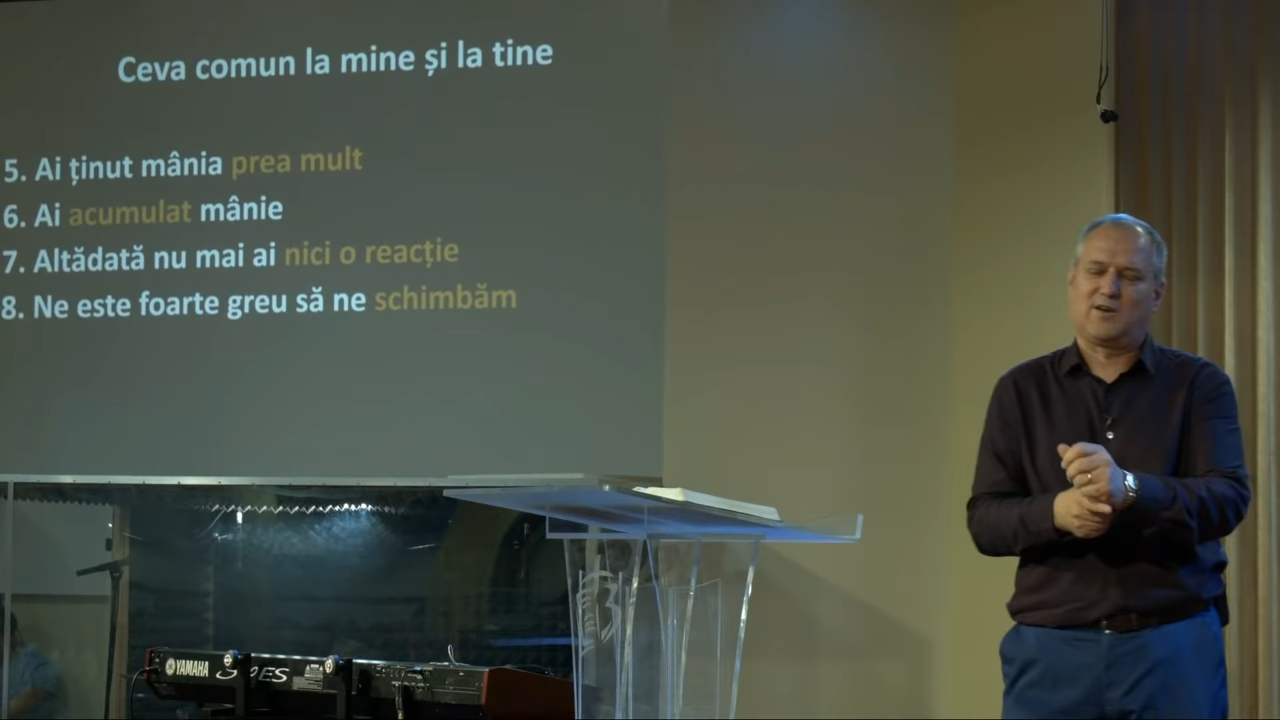 Ceva comun la mine și la tine
5. Ai ținut mânia prea mult
6. Ai acumulat mânie
7. Altădată nu mai ai nici o reacție
8. Ne este foarte greu să ne schimbăm
YAMAHA